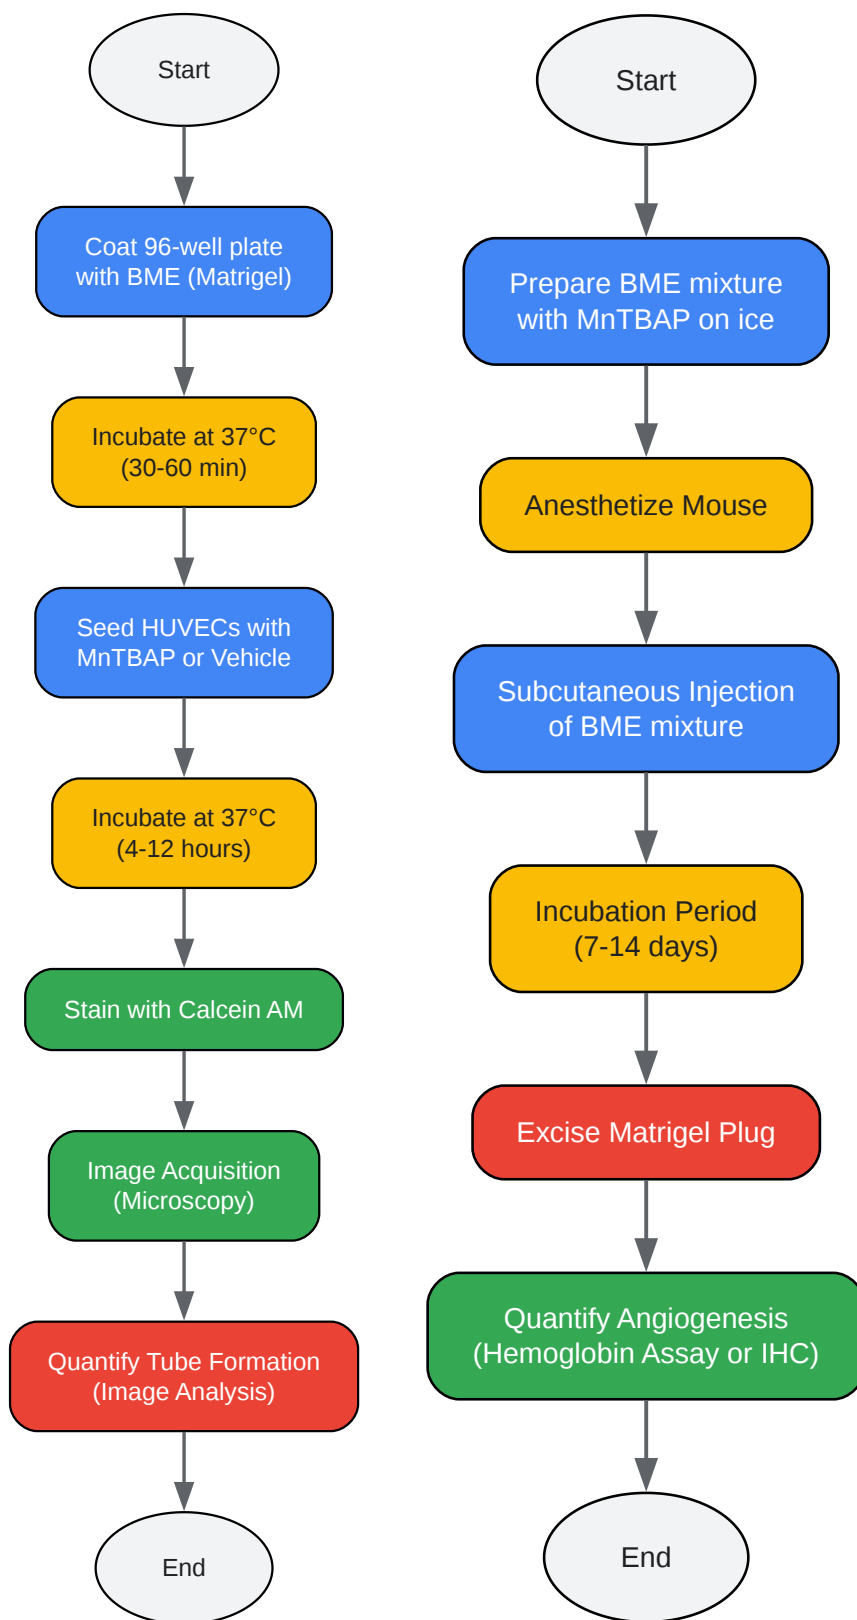 Start
Coat 96-well plate
with BME (Matrigel)
Incubate at 37°C
(30-60 min)
Seed HUVECs with
MnTBAP or Vehicle
Incubate at 37°C
(4-12 hours)
Stain with Calcein AM
Image Acquisition
(Microscopy)
Quantify Tube Formation
(Image Analysis)
End
Start
Prepare BME mixture
with MnTBAP on ice
Anesthetize Mouse
Subcutaneous Injection
of BME mixture
Incubation Period
(7-14 days)
Excise Matrigel Plug
Quantify Angiogenesis
(Hemoglobin Assay or IHC)
End